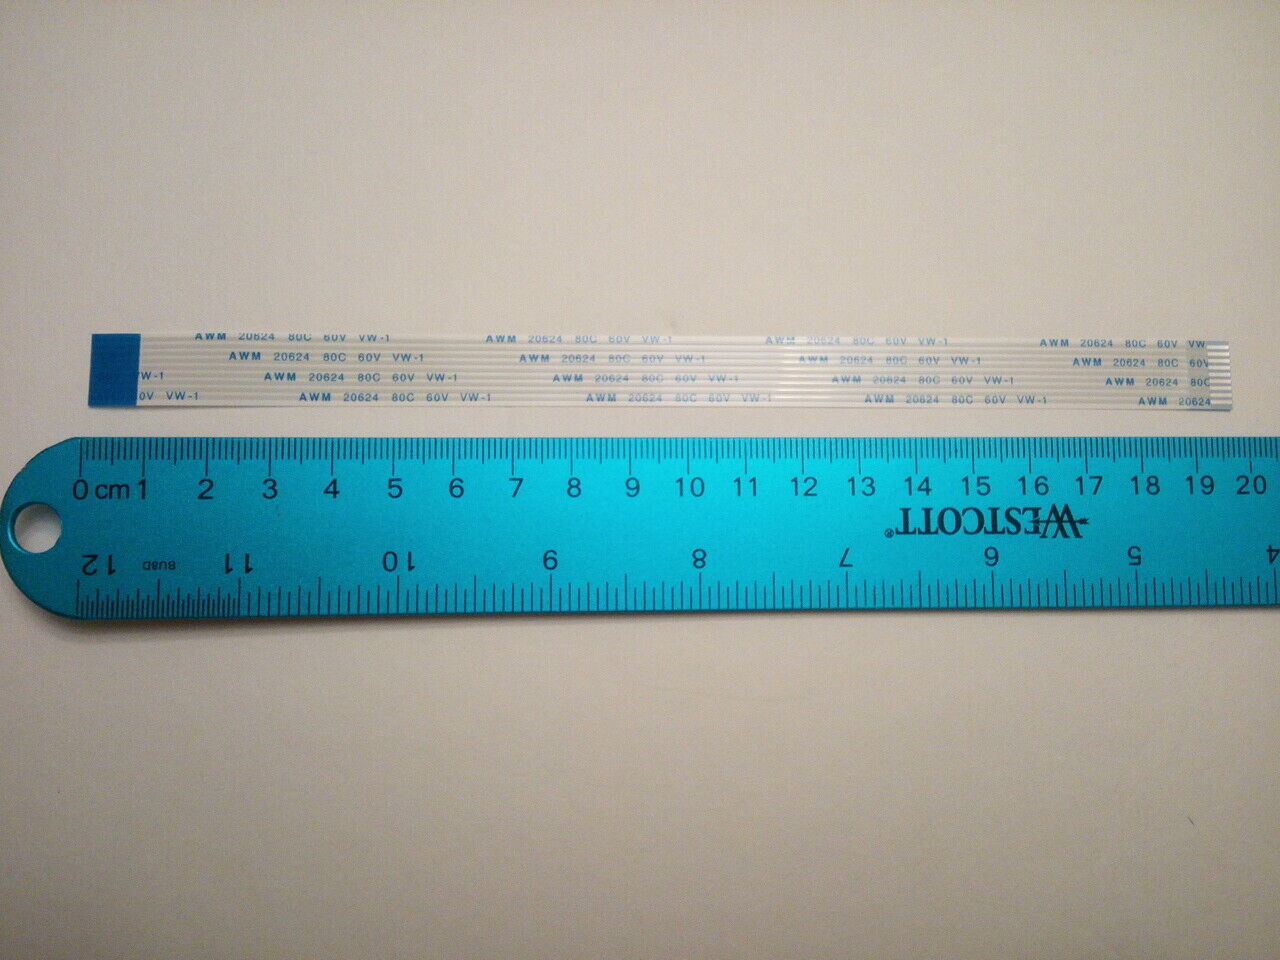 AWM 20624 80C 60V VW-1 AWM 20624 80C 60V VW-1 AWM 20624 80C 60V VW-1 AWM 20624 80C 60V VW
AWM 20624 80C 60V VW-1 AWM 20624 80C 60V VW-1 AWM 20624 80C 60V VW-1 AWM 20624 80C 60V
VW-1 AWM 20624 80C 60V VW-1 AWM 20624 80C 60V VW-1 AWM 20624 80C 60V VW-1 AWM 20624 80C
0V VW-1 AWM 20624 80C 60V VW-1 AWM 20624 80C 60V VW-1 AWM 20624 80C 60V VW-1 AWM 20624
0 cm 1 2 3 4 5 6 7 8 9 10 11 12 13 14 15 16 17 18 19 20
WESTCOTT®
12 BU8D 11 10 9 8 7 6 5 4